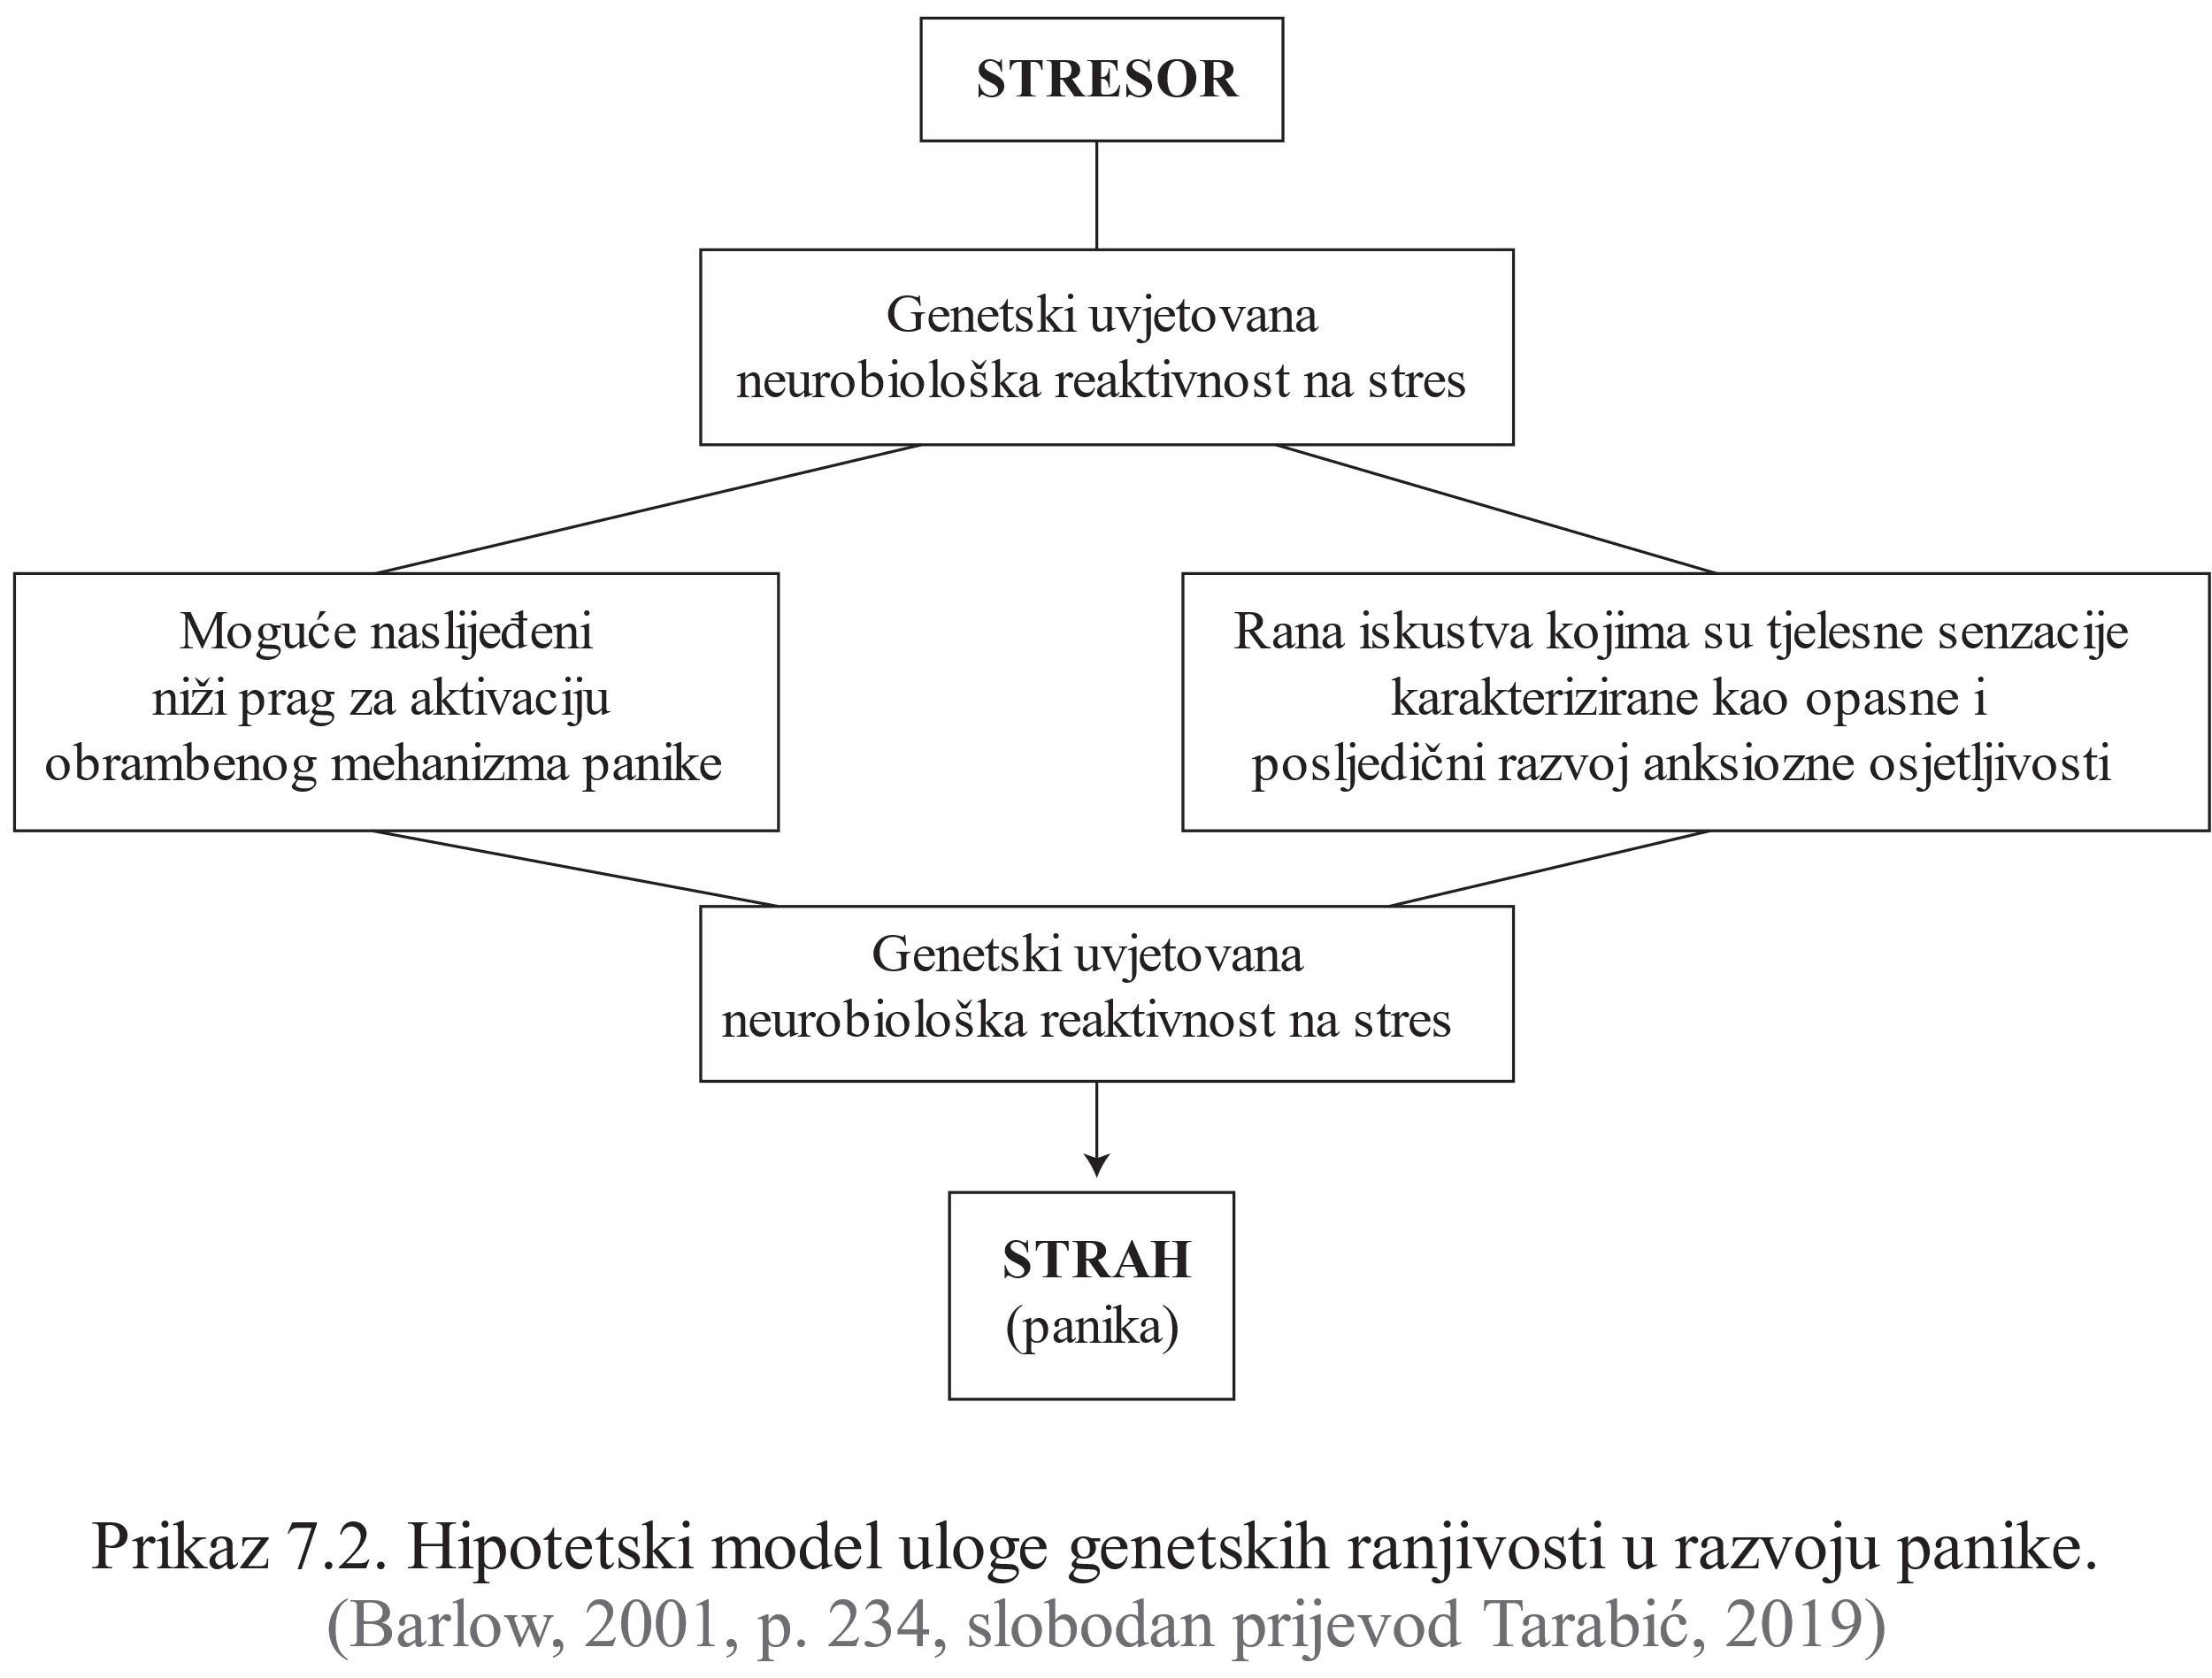 STRESOR
Genetski uvjetovana
neurobiološka reaktivnost na stres
Moguće naslijeđeni
niži prag za aktivaciju
obrambenog mehanizma panike
Rana iskustva kojima su tjelesne senzacije
karakterizirane kao opasne i
posljedični razvoj anksiozne osjetljivosti
Genetski uvjetovana
neurobiološka reaktivnost na stres
STRAH
(panika)
Prikaz 7.2. Hipotetski model uloge genetskih ranjivosti u razvoju panike.
(Barlow, 2001, p. 234, slobodan prijevod Tarabić, 2019)